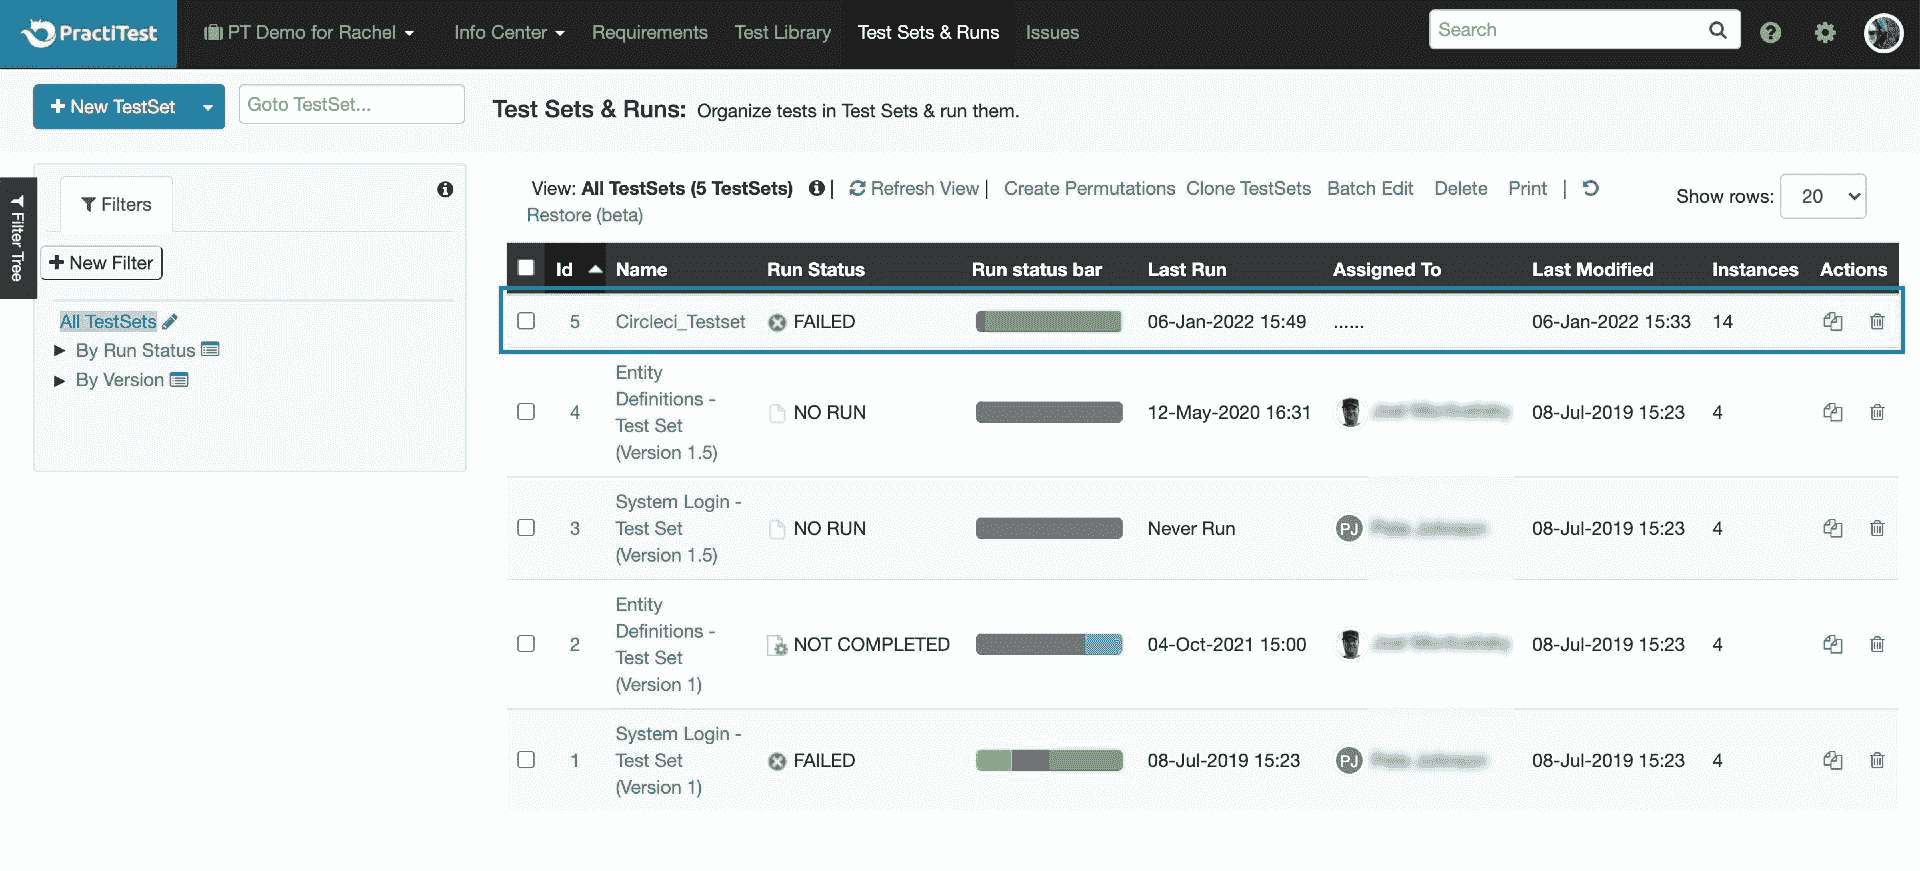 PractiTest
PT Demo for Rachel
Info Center
Requirements
Test Library
Test Sets & Runs
Issues
Search
+ New TestSet
Goto TestSet...
Test Sets & Runs: Organize tests in Test Sets & run them.
Filter Tree
Filters
+ New Filter
All TestSets
By Run Status
By Version
View: All TestSets (5 TestSets) | Refresh View | Create Permutations Clone TestSets Batch Edit Delete Print |
Restore (beta)
Show rows: 20
Id Name Run Status Run status bar Last Run Assigned To Last Modified Instances Actions
5 Circleci_Testset FAILED 06-Jan-2022 15:49 ...... 06-Jan-2022 15:33 14
Entity
Definitions -
4 Test Set NO RUN 12-May-2020 16:31 08-Jul-2019 15:23 4
(Version 1.5)
System Login -
3 Test Set NO RUN Never Run PJ 08-Jul-2019 15:23 4
(Version 1.5)
Entity
Definitions -
2 Test Set NOT COMPLETED 04-Oct-2021 15:00 08-Jul-2019 15:23 4
(Version 1)
System Login -
1 Test Set FAILED 08-Jul-2019 15:23 PJ 08-Jul-2019 15:23 4
(Version 1)